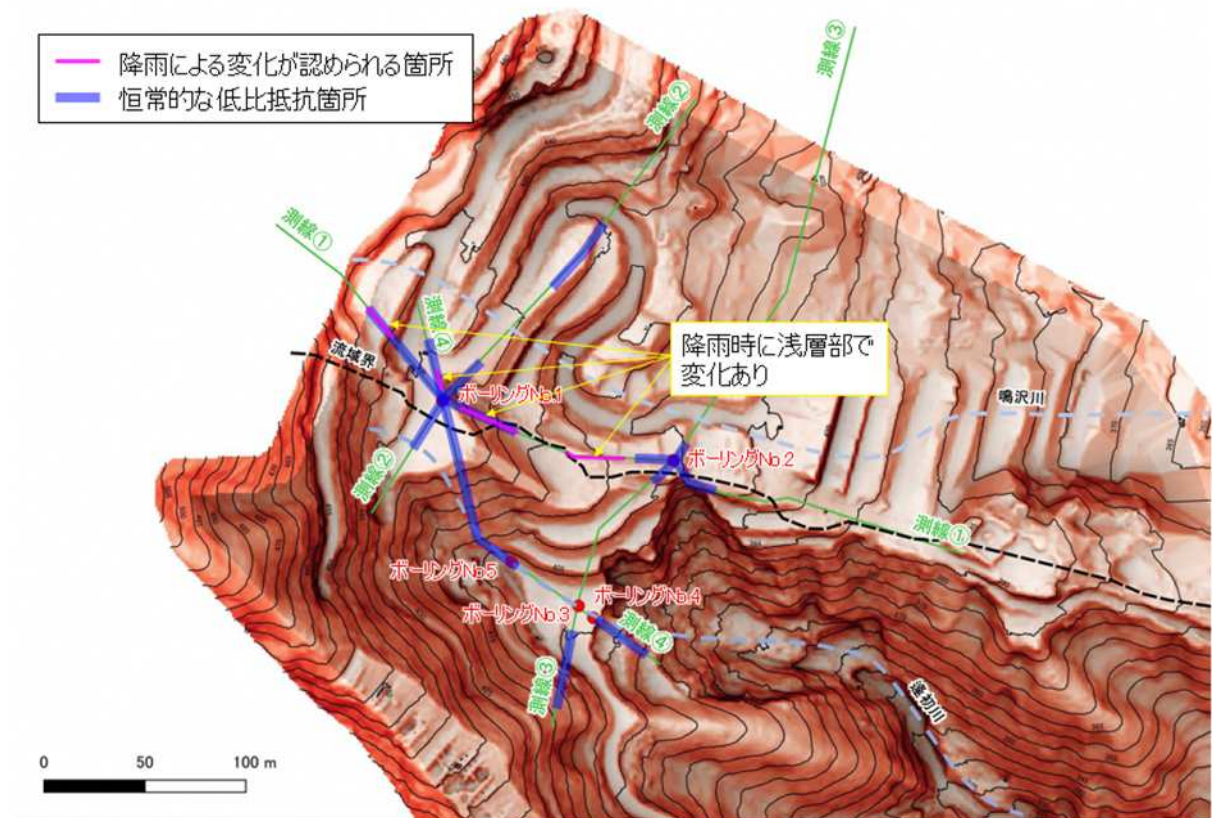 降雨による変化が認められる箇所
恒常的な低比抵抗箇所
測線③
測線②
測線①
測線④
降雨時に浅層部で
変化あり
流域界
ボーリングNo.1
鳴沢川
ボーリングNo.2
測線②
測線①
ボーリングNo.5
ボーリングNo.4
ボーリングNo.3
測線④
測線③
逢初川
0 50 100 m